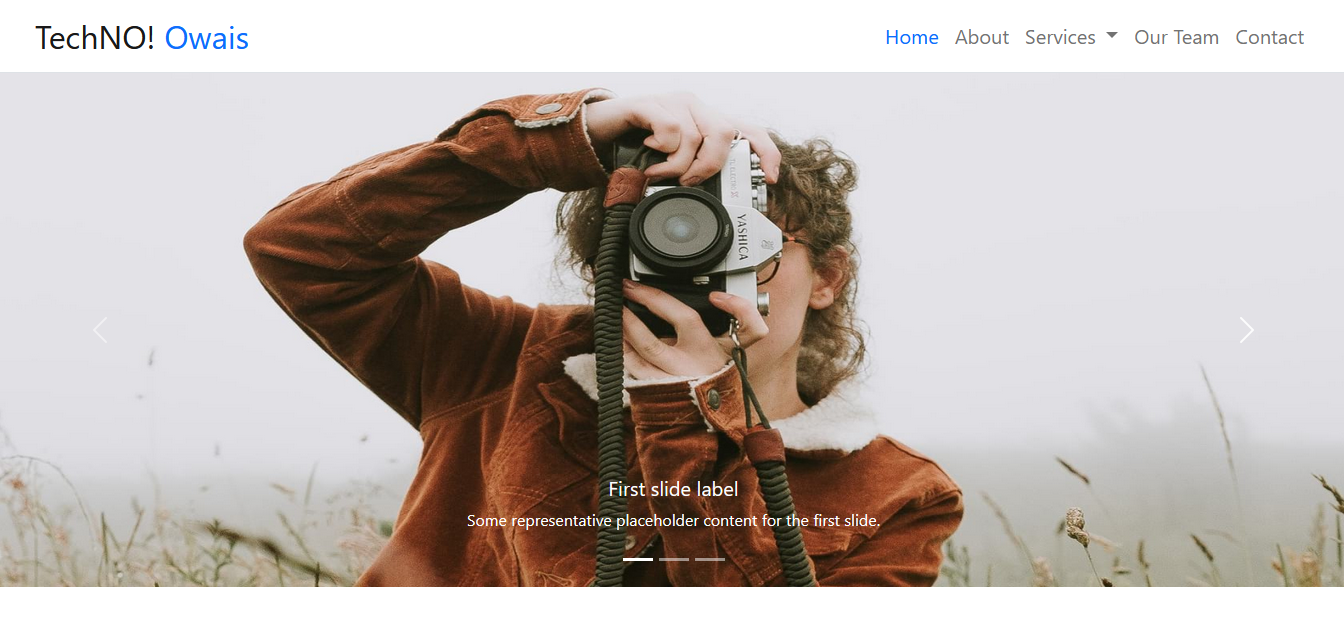 TechNO! Owais
Home About Services Our Team Contact
YASHICA
First slide label
Some representative placeholder content for the first slide.